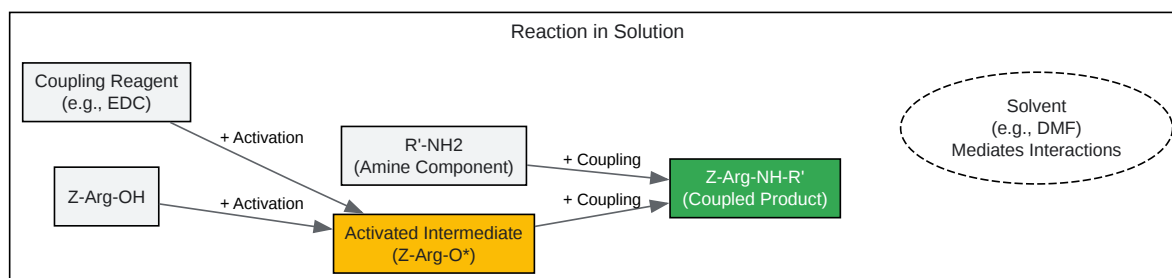 Reaction in Solution
Coupling Reagent
(e.g., EDC)
+ Activation
R'-NH2
(Amine Component)
+ Coupling
Solvent
(e.g., DMF)
Mediates Interactions
Z-Arg-OH
+ Activation
Z-Arg-NH-R'
(Coupled Product)
+ Coupling
Activated Intermediate
(Z-Arg-O*)